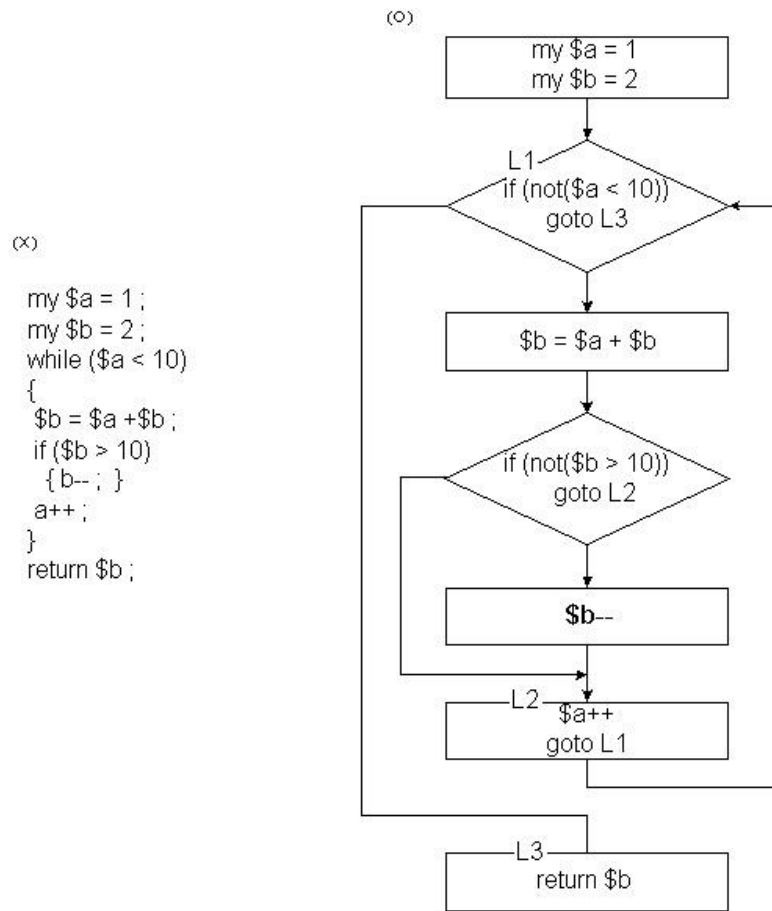 (X)
my $a = 1 ;
my $b = 2 ;
while ($a < 10)
{
$b = $a +$b ;
if ($b > 10)
{ b-- ; }
a++ ;
}
return $b ;
(O)
my $a = 1
my $b = 2
L1
if (not($a < 10))
goto L3
$b = $a + $b
if (not($b > 10))
goto L2
$b--
L2
$a++
goto L1
L3
return $b